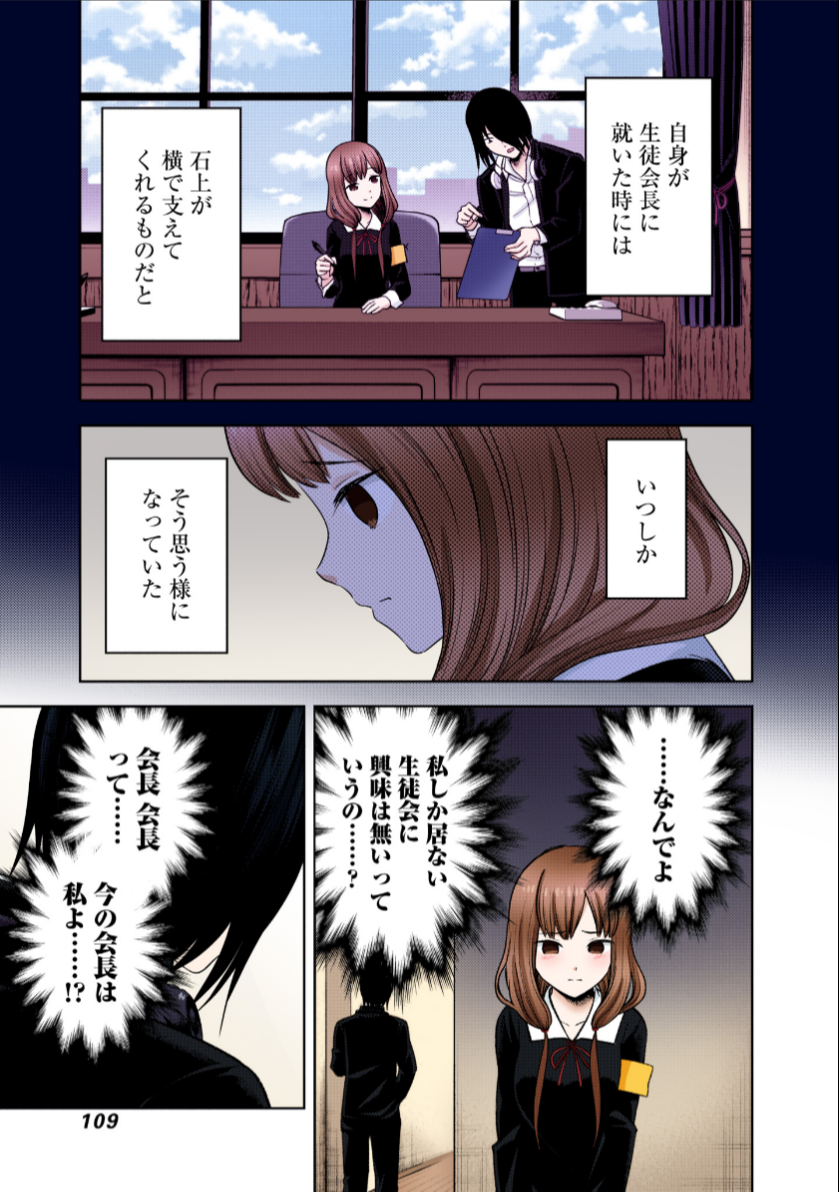 自身が
生徒会長に
就いた時には
石上が
横で支えて
くれるものだと
いつしか
そう思う様に
なっていた
……なんでよ
私しか居ない
生徒会に
興味は無いって
いうの……?
会長 会長
って……
今の会長は
私よ……!?
109